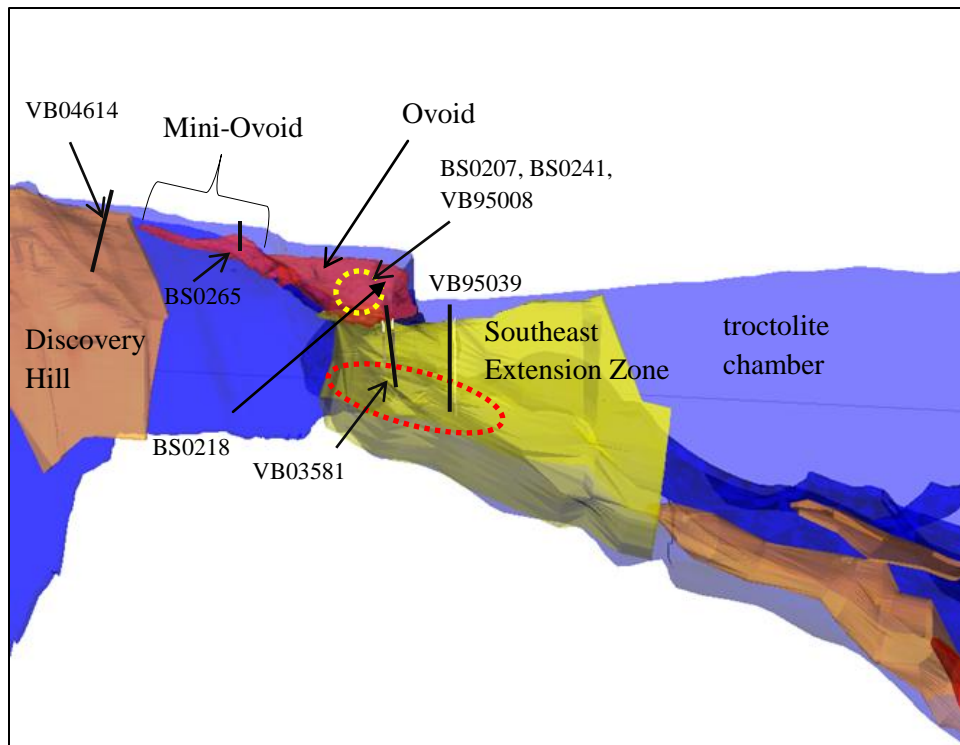 VB04614
Mini-Ovoid
Ovoid
BS0207, BS0241,
VB95008
BS0265
VB95039
Discovery
Hill
Southeast
Extension Zone
troctolite
chamber
BS0218
VB03581